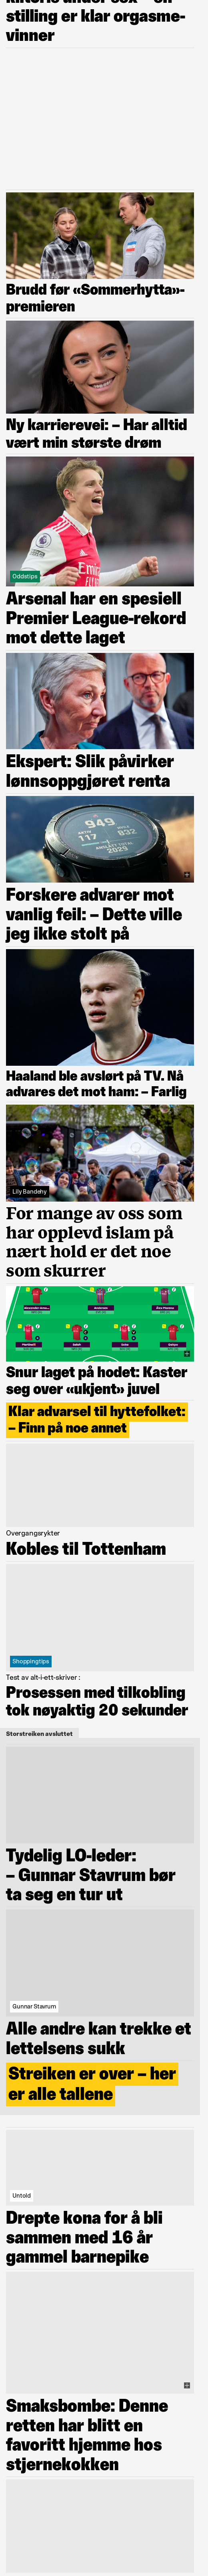 stilling er klar orgasme-
vinner
Brudd før «Sommerhytta»-
premieren
Ny karrierevei: – Har alltid
vært min største drøm
Oddstips
Arsenal har en spesiell
Premier League-rekord
mot dette laget
Ekspert: Slik påvirker
lønnsoppgjøret renta
949
117
832
2029
Forskere advarer mot
vanlig feil: – Dette ville
jeg ikke stolt på
Haaland ble avslørt på TV. Nå
advares det mot ham: – Farlig
Lily Bandehy
For mange av oss som
har opplevd islam på
nært hold er det noe
som skurrer
Snur laget på hodet: Kaster
seg over «ukjent» juvel
Klar advarsel til hyttefolket:
– Finn på noe annet
Overgangsrykter
Kobles til Tottenham
Shoppingtips
Test av alt-i-ett-skriver :
Prosessen med tilkobling
tok nøyaktig 20 sekunder
Storstreiken avsluttet
Tydelig LO-leder:
– Gunnar Stavrum bør
ta seg en tur ut
Gunnar Stavrum
Alle andre kan trekke et
lettelsens sukk
Streiken er over – her
er alle tallene
Untold
Drepte kona for å bli
sammen med 16 år
gammel barnepike
Smaksbombe: Denne
retten har blitt en
favoritt hjemme hos
stjernekokken